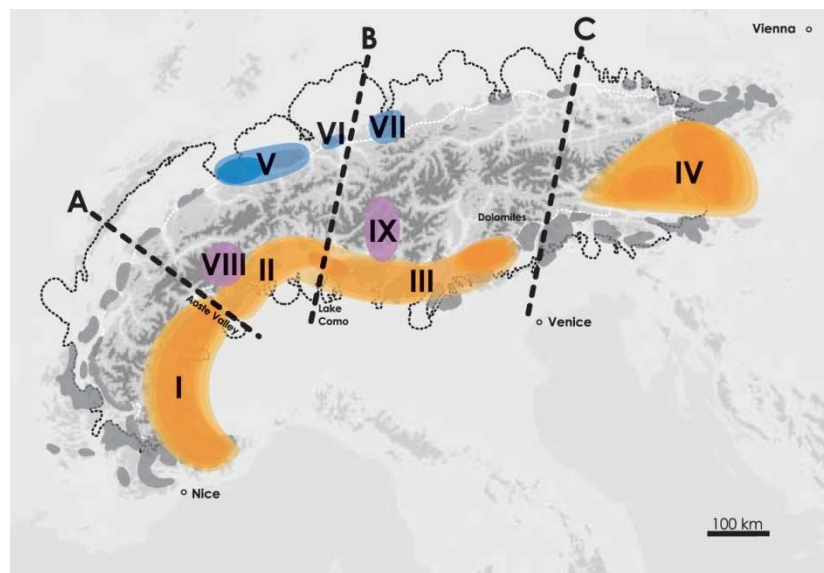 Vienna
C
B
VII
VI
V
IV
A
Dolomites
IX
VIII
II
III
Aoste Valley
Lake
Como
Venice
I
Nice
100 km